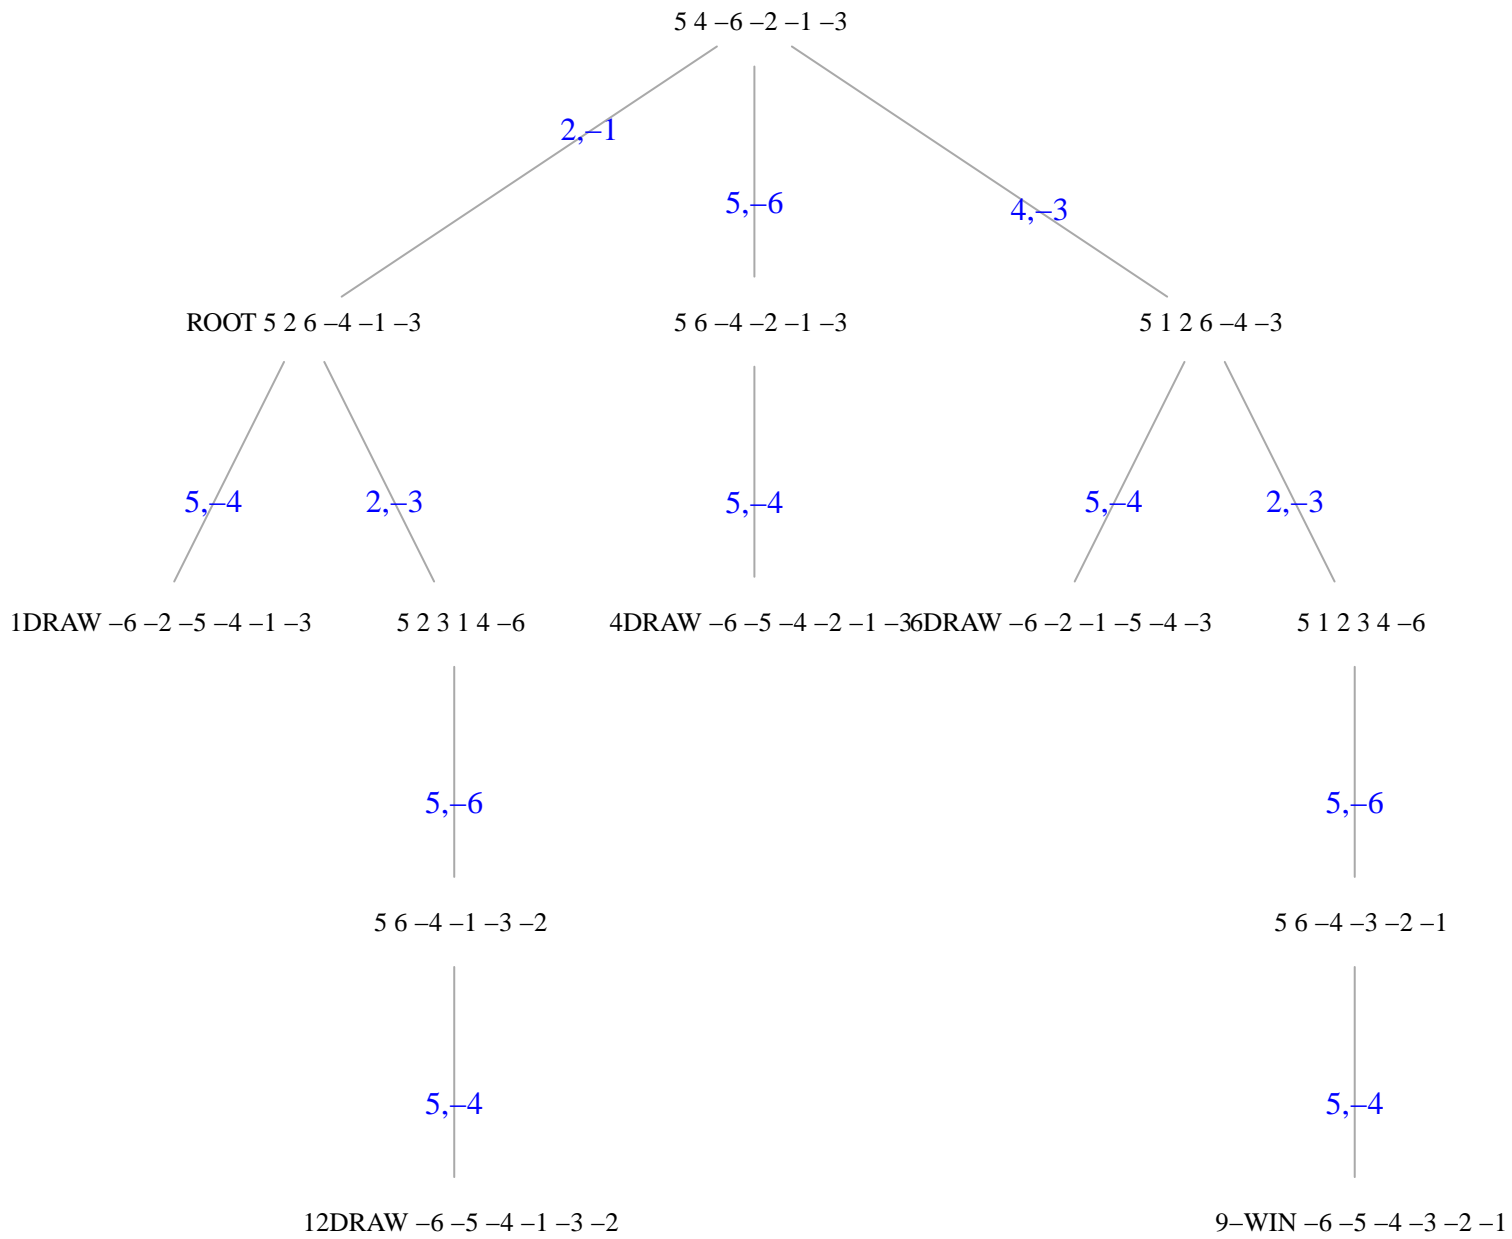 5 4 –6 –2 –1 –3
2,–1
5,–6
4,–3
ROOT 5 2 6 –4 –1 –3
5 6 –4 –2 –1 –3
5 1 2 6 –4 –3
5,–4
2,–3
5,–4
5,–4
2,–3
1DRAW –6 –2 –5 –4 –1 –3
5 2 3 1 4 –6
4DRAW –6 –5 –4 –2 –1 –3
6DRAW –6 –2 –1 –5 –4 –3
5 1 2 3 4 –6
5,–6
5,–6
5 6 –4 –1 –3 –2
5 6 –4 –3 –2 –1
5,–4
5,–4
12DRAW –6 –5 –4 –1 –3 –2
9–WIN –6 –5 –4 –3 –2 –1